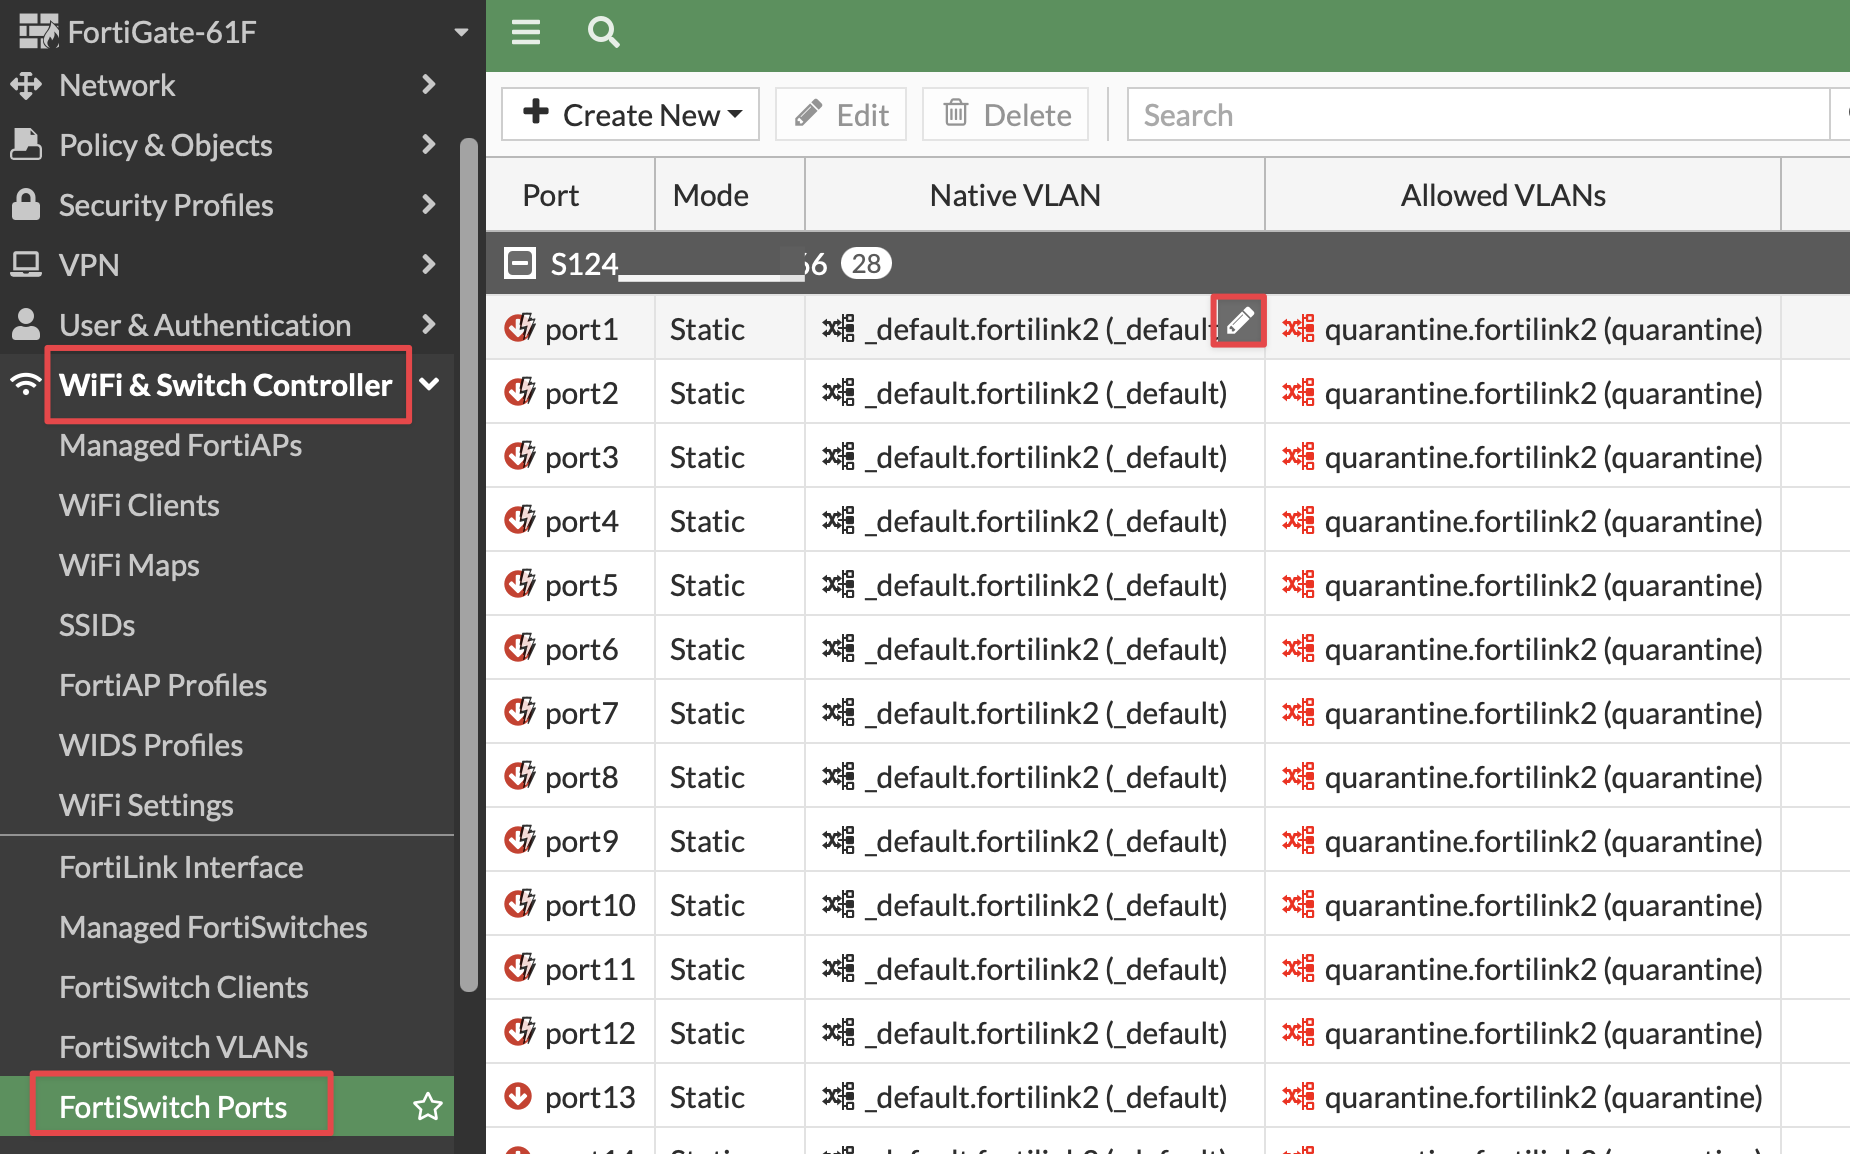 FortiGate-61F
Network
Policy & Objects
Security Profiles
VPN
User & Authentication
WiFi & Switch Controller
Managed FortiAPs
WiFi Clients
WiFi Maps
SSIDs
FortiAP Profiles
WIDS Profiles
WiFi Settings
FortiLink Interface
Managed FortiSwitches
FortiSwitch Clients
FortiSwitch VLANs
FortiSwitch Ports
Create New Edit Delete Search
Port Mode Native VLAN Allowed VLANs
S124 66 28
port1 Static _default.fortilink2 (_default quarantine.fortilink2 (quarantine)
port2 Static _default.fortilink2 (_default) quarantine.fortilink2 (quarantine)
port3 Static _default.fortilink2 (_default) quarantine.fortilink2 (quarantine)
port4 Static _default.fortilink2 (_default) quarantine.fortilink2 (quarantine)
port5 Static _default.fortilink2 (_default) quarantine.fortilink2 (quarantine)
port6 Static _default.fortilink2 (_default) quarantine.fortilink2 (quarantine)
port7 Static _default.fortilink2 (_default) quarantine.fortilink2 (quarantine)
port8 Static _default.fortilink2 (_default) quarantine.fortilink2 (quarantine)
port9 Static _default.fortilink2 (_default) quarantine.fortilink2 (quarantine)
port10 Static _default.fortilink2 (_default) quarantine.fortilink2 (quarantine)
port11 Static _default.fortilink2 (_default) quarantine.fortilink2 (quarantine)
port12 Static _default.fortilink2 (_default) quarantine.fortilink2 (quarantine)
port13 Static _default.fortilink2 (_default) quarantine.fortilink2 (quarantine)